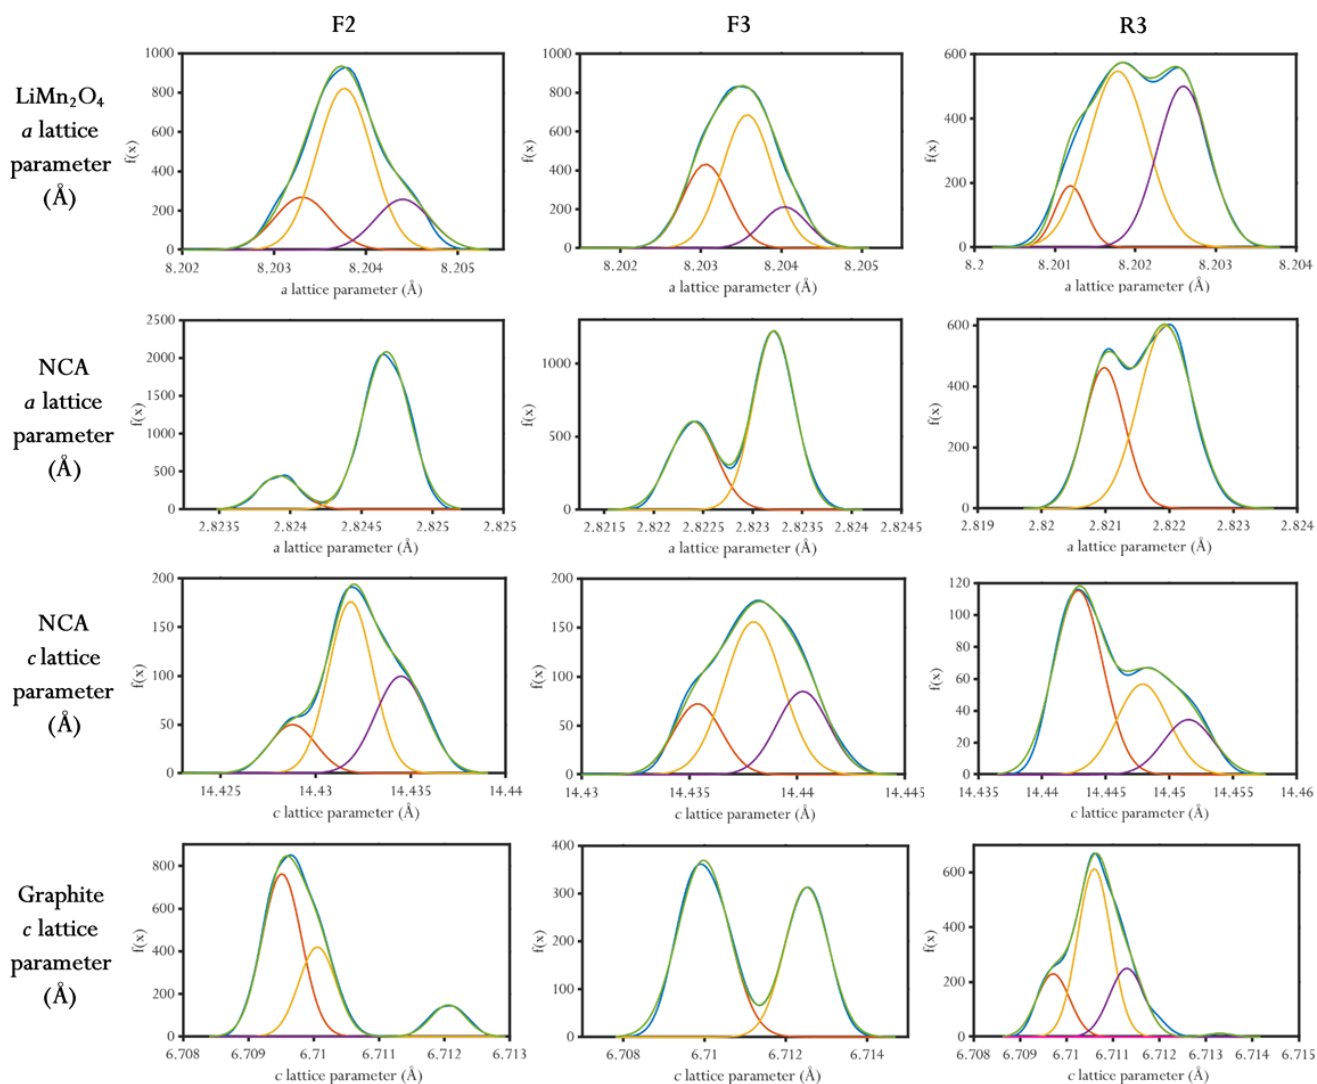 F2
F3
R3
LiMn₂O₄
a lattice
parameter
(Å)
1000
800
600
400
200
0
f(x)
8.202
8.203
8.204
8.205
a lattice parameter (Å)
1000
800
600
400
200
0
f(x)
8.202
8.203
8.204
8.205
a lattice parameter (Å)
600
400
200
0
f(x)
8.2
8.201
8.202
8.203
8.204
a lattice parameter (Å)
NCA
a lattice
parameter
(Å)
2500
2000
1500
1000
500
0
f(x)
2.8235
2.824
2.8245
2.825
2.825
a lattice parameter (Å)
1000
500
0
f(x)
2.8215
2.822
2.8225
2.823
2.8235
2.824
2.8245
a lattice parameter (Å)
600
400
200
0
f(x)
2.819
2.82
2.821
2.822
2.823
2.824
a lattice parameter (Å)
NCA
c lattice
parameter
(Å)
200
150
100
50
0
f(x)
14.425
14.43
14.435
14.44
c lattice parameter (Å)
200
150
100
50
0
f(x)
14.43
14.435
14.44
14.445
c lattice parameter (Å)
120
100
80
60
40
20
0
f(x)
14.435
14.44
14.445
14.45
14.455
14.46
c lattice parameter (Å)
Graphite
c lattice
parameter
(Å)
800
600
400
200
0
f(x)
6.708
6.709
6.71
6.711
6.712
6.713
c lattice parameter (Å)
400
300
200
100
0
f(x)
6.708
6.71
6.712
6.714
c lattice parameter (Å)
600
400
200
0
f(x)
6.708
6.709
6.71
6.711
6.712
6.713
6.714
6.715
c lattice parameter (Å)